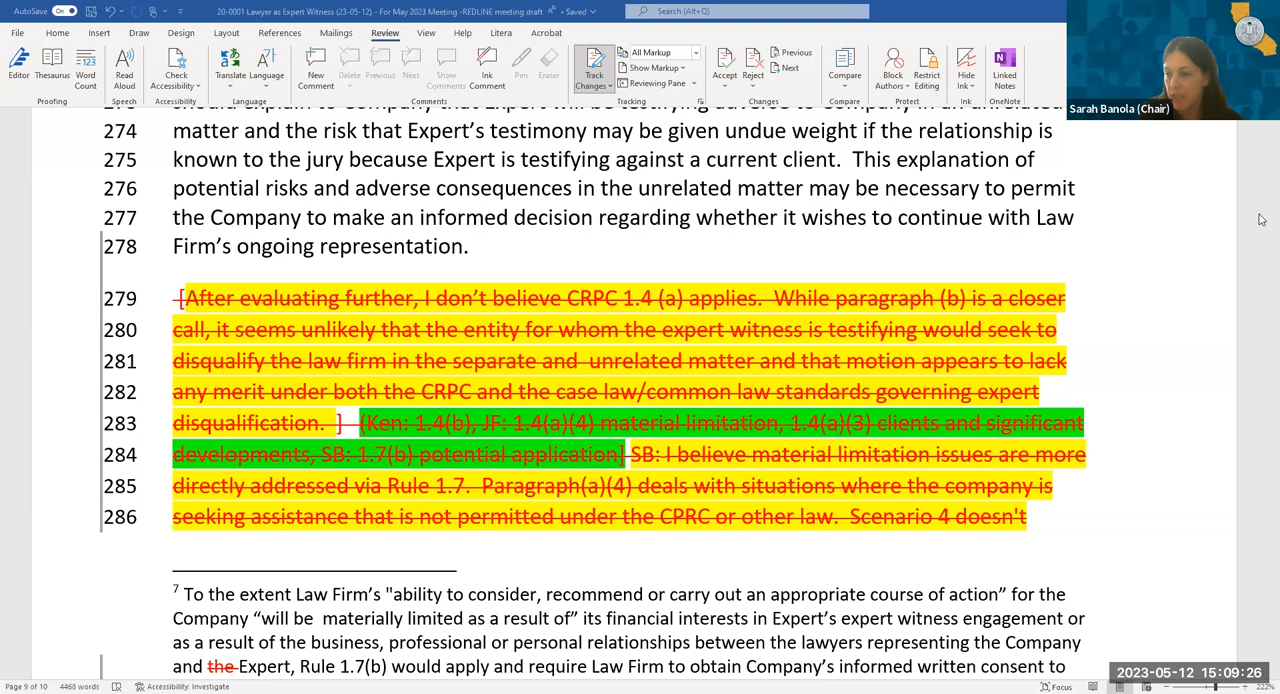 AutoSave On 20-0001 Lawyer as Expert Witness (23-05-12) - For May 2023 Meeting -REDLINE meeting draft • Saved Search (Alt+Q)
File Home Insert Draw Design Layout References Mailings Review View Help Litera Acrobat
Editor Thesaurus Word Count Read Aloud Check Accessibility Translate Language New Comment Delete Previous Next Show Comments Ink Comment Pen Eraser Track Changes All Markup Show Markup Reviewing Pane Accept Reject Previous Next Compare Block Authors Restrict Editing Hide Ink Linked Notes
Proofing Speech Accessibility Language Comments Tracking Changes Compare Protect Ink OneNote
Sarah Banola (Chair)
274 matter and the risk that Expert's testimony may be given undue weight if the relationship is
275 known to the jury because Expert is testifying against a current client. This explanation of
276 potential risks and adverse consequences in the unrelated matter may be necessary to permit
277 the Company to make an informed decision regarding whether it wishes to continue with Law
278 Firm's ongoing representation.
279 [After evaluating further, I don't believe CRPC 1.4 (a) applies. While paragraph (b) is a closer
280 call, it seems unlikely that the entity for whom the expert witness is testifying would seek to
281 disqualify the law firm in the separate and unrelated matter and that motion appears to lack
282 any merit under both the CRPC and the case law/common law standards governing expert
283 disqualification. ] (Ken: 1.4(b), JF: 1.4(a)(4) material limitation, 1.4(a)(3) clients and significant
284 developments, SB: 1.7(b) potential application] SB: I believe material limitation issues are more
285 directly addressed via Rule 1.7. Paragraph(a)(4) deals with situations where the company is
286 seeking assistance that is not permitted under the CPRC or other law. Scenario 4 doesn't
7 To the extent Law Firm's "ability to consider, recommend or carry out an appropriate course of action" for the
Company "will be materially limited as a result of" its financial interests in Expert's expert witness engagement or
as a result of the business, professional or personal relationships between the lawyers representing the Company
and the Expert, Rule 1.7(b) would apply and require Law Firm to obtain Company's informed written consent to
2023-05-12 15:09:26
Page 9 of 10 4468 words Accessibility: Investigate Focus 222%